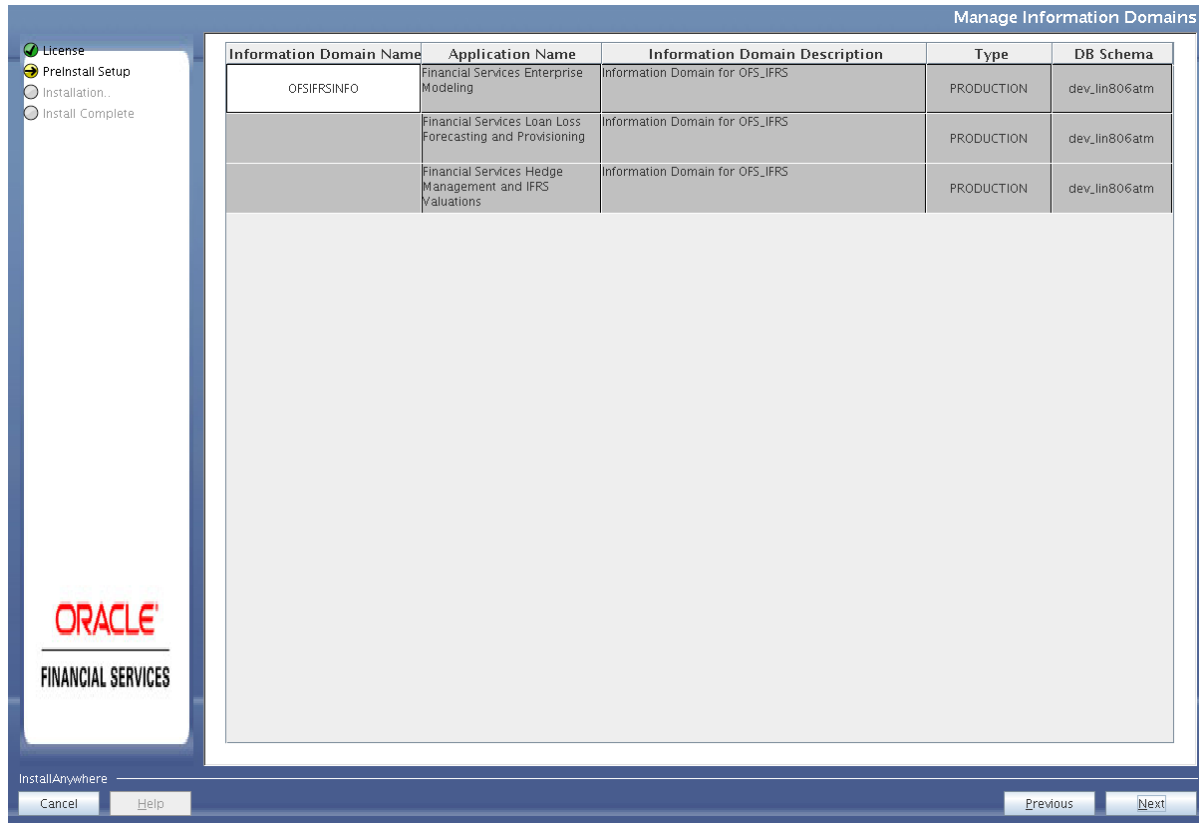 Manage Information Domains
License
PreInstall Setup
Installation..
Install Complete
Information Domain Name Application Name Information Domain Description Type DB Schema
OFSIFRSINFO Financial Services Enterprise Modeling Information Domain for OFS_IFRS PRODUCTION dev_lin806atm
Financial Services Loan Loss Forecasting and Provisioning Information Domain for OFS_IFRS PRODUCTION dev_lin806atm
Financial Services Hedge Management and IFRS Valuations Information Domain for OFS_IFRS PRODUCTION dev_lin806atm
ORACLE
FINANCIAL SERVICES
InstallAnywhere
Cancel Help Previous Next